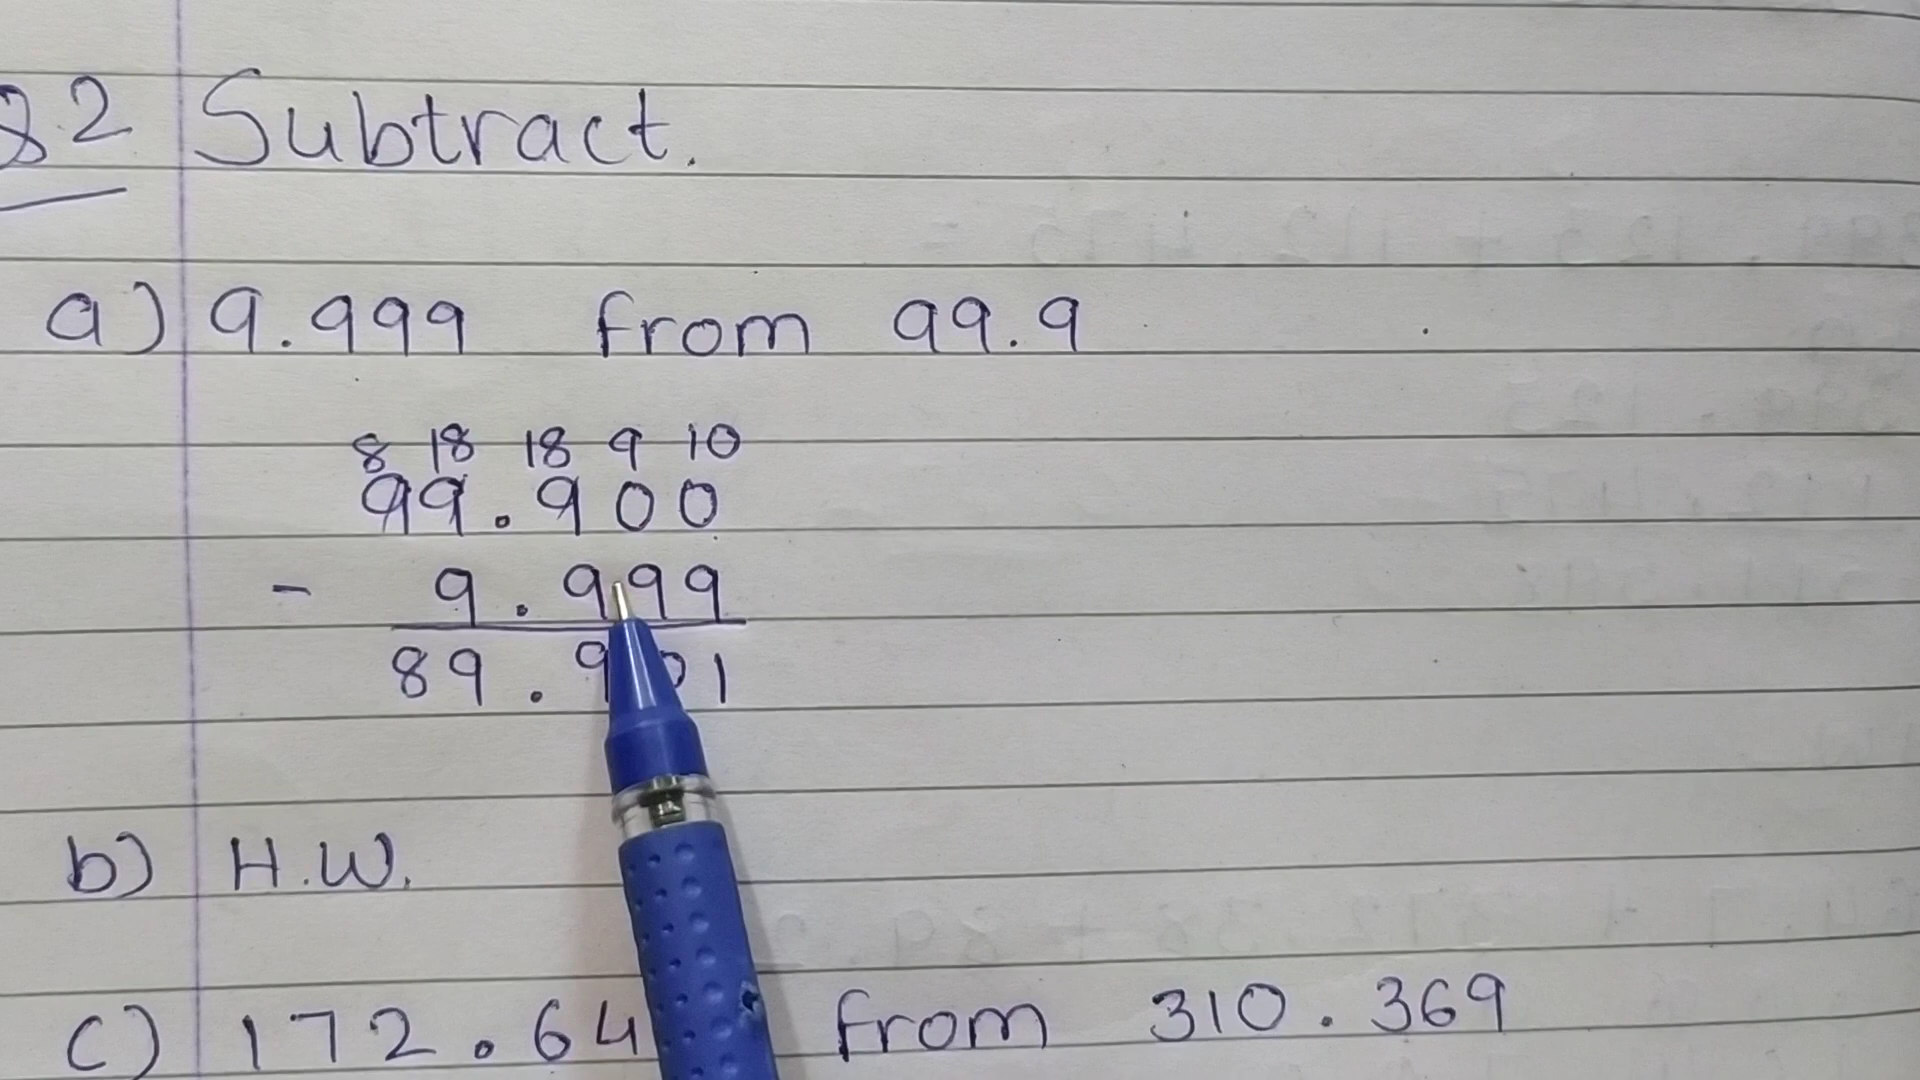 Q2 Subtract.
a) 9.999 from 99.9
8 18 18 9 10
99.900
- 9.999
89.901
b) H.W.
c) 172.64 from 310.369